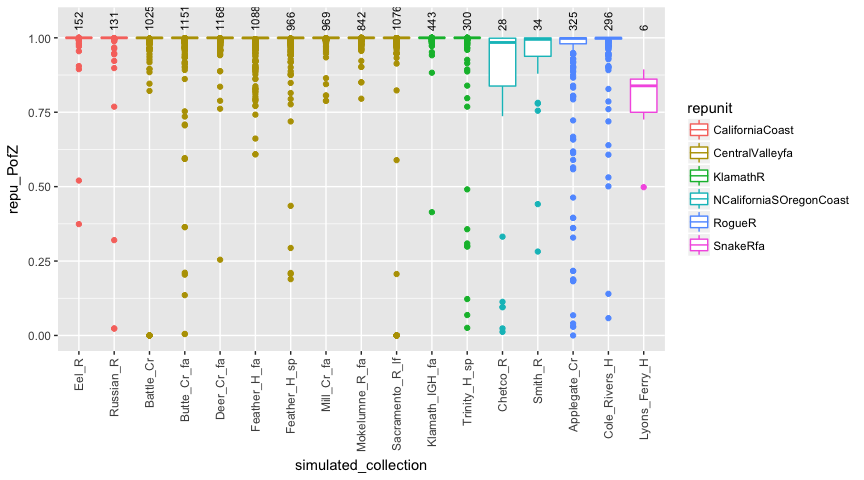 152 131 1025 1151 1168 1088 966 969 842 1076 443 300 28 34 325 296 6
1.00
0.75
0.50
0.25
0.00
repu_PofZ
Eel_R Russian_R Battle_Cr Butte_Cr_fa Deer_Cr_fa Feather_H_fa Feather_H_sp Mill_Cr_fa Mokelumne_R_fa Sacramento_R_lf Klamath_IGH_fa Trinity_H_sp Chetco_R Smith_R Applegate_Cr Cole_Rivers_H Lyons_Ferry_H
simulated_collection
repunit
CaliforniaCoast
CentralValleyfa
KlamathR
NCaliforniaSOregonCoast
RogueR
SnakeRfa